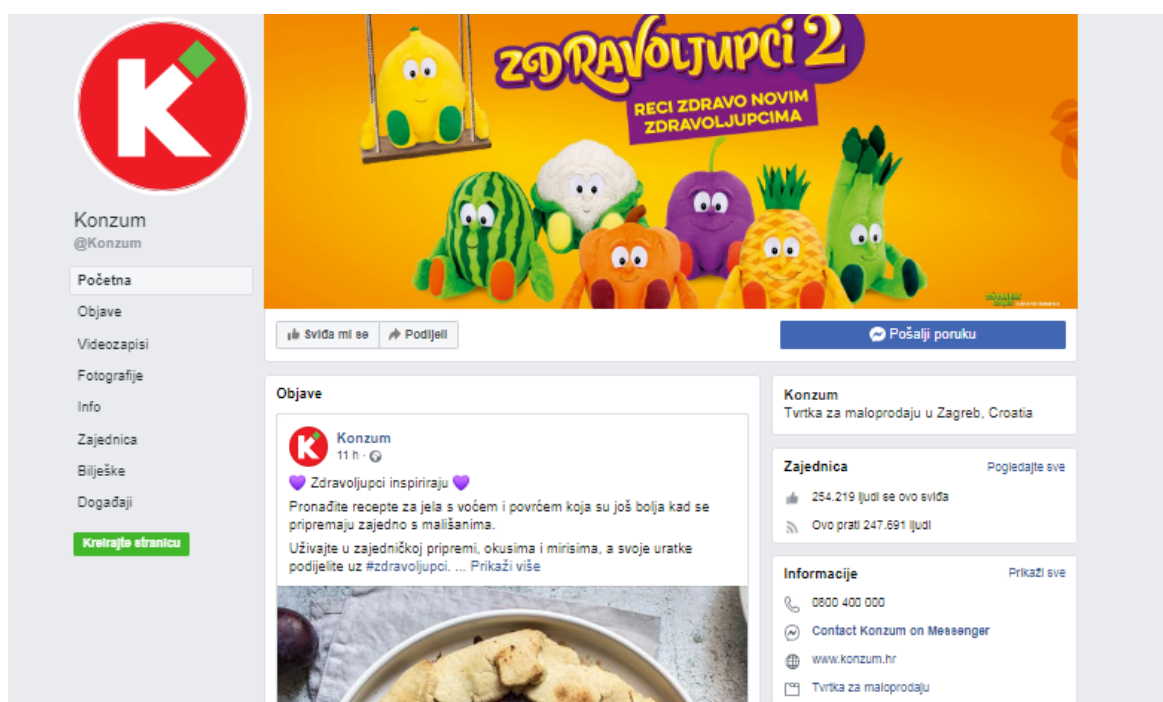 K
ZDRAVOLJUPCI 2
RECI ZDRAVO NOVIM
ZDRAVOLJUPCIMA
Konzum
@Konzum
Početna
Objave
Videozapisi
Fotografije
Info
Zajednica
Bilješke
Događaji
Kreirajte stranicu
Sviđa mi se
Podijeli
Pošalji poruku
Objave
K
Konzum
11 h ·
Zdravoljupci inspiriraju
Pronađite recepte za jela s voćem i povrćem koja su još bolja kad se
pripremaju zajedno s mališanima.
Uživajte u zajedničkoj pripremi, okusima i mirisima, a svoje uratke
podijelite uz #zdravoljupci. ... Prikaži više
Konzum
Tvrtka za maloprodaju u Zagreb, Croatia
Zajednica Pogledajte sve
254.219 ljudi se ovo sviđa
Ovo prati 247.691 ljudi
Informacije Prikaži sve
0800 400 000
Contact Konzum on Messenger
www.konzum.hr
Tvrtka za maloprodaju